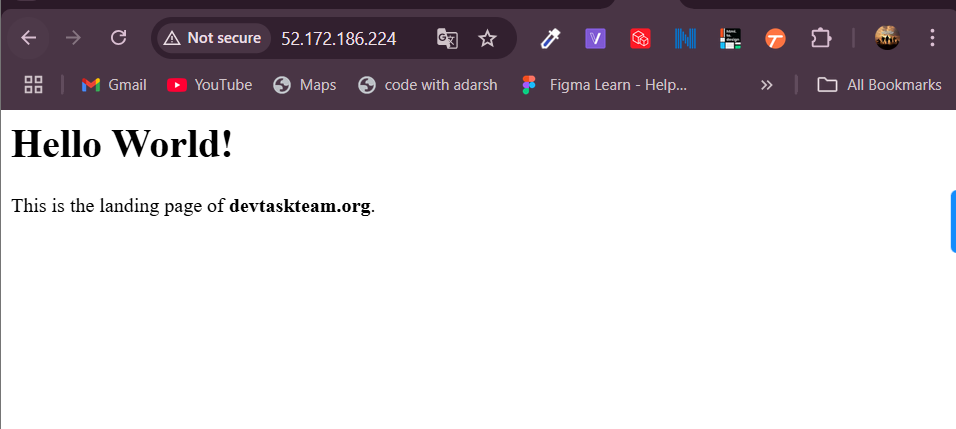 Not secure 52.172.186.224
Gmail YouTube Maps code with adarsh Figma Learn - Help... All Bookmarks
Hello World!
This is the landing page of devtaskteam.org.